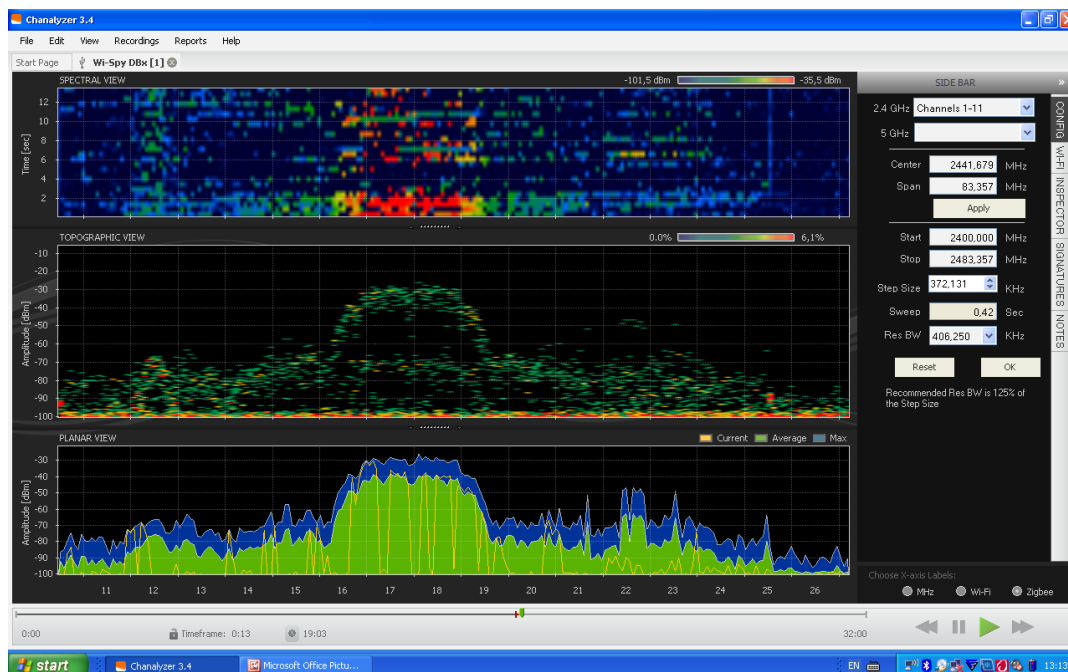 Chanalyzer 3.4
File Edit View Recordings Reports Help
Start Page Wi-Spy DBx [1]
SPECTRAL VIEW -101,5 dBm -35,5 dBm
Time [sec]
12
10
8
6
4
2
TOPOGRAPHIC VIEW 0.0% 6,1%
Amplitude [dBm]
-10
-20
-30
-40
-50
-60
-70
-80
-90
-100
PLANAR VIEW Current Average Max
Amplitude [dBm]
-30
-40
-50
-60
-70
-80
-90
-100
11 12 13 14 15 16 17 18 19 20 21 22 23 24 25 26
SIDE BAR »
2.4 GHz Channels 1-11
5 GHz
Center 2441,679 MHz
Span 83,357 MHz
Apply
Start 2400,000 MHz
Stop 2483,357 MHz
Step Size 372,131 KHz
Sweep 0,42 Sec
Res BW 406,250 KHz
Reset OK
Recommended Res BW is 125% of
the Step Size
CONFIG
WI-FI
INSPECTOR
SIGNATURES
NOTES
Choose X-axis Labels:
MHz Wi-Fi Zigbee
0:00 Timeframe: 0:13 19:03 32:00
start Chanalyzer 3.4 Microsoft Office Pictu... EN 13:13